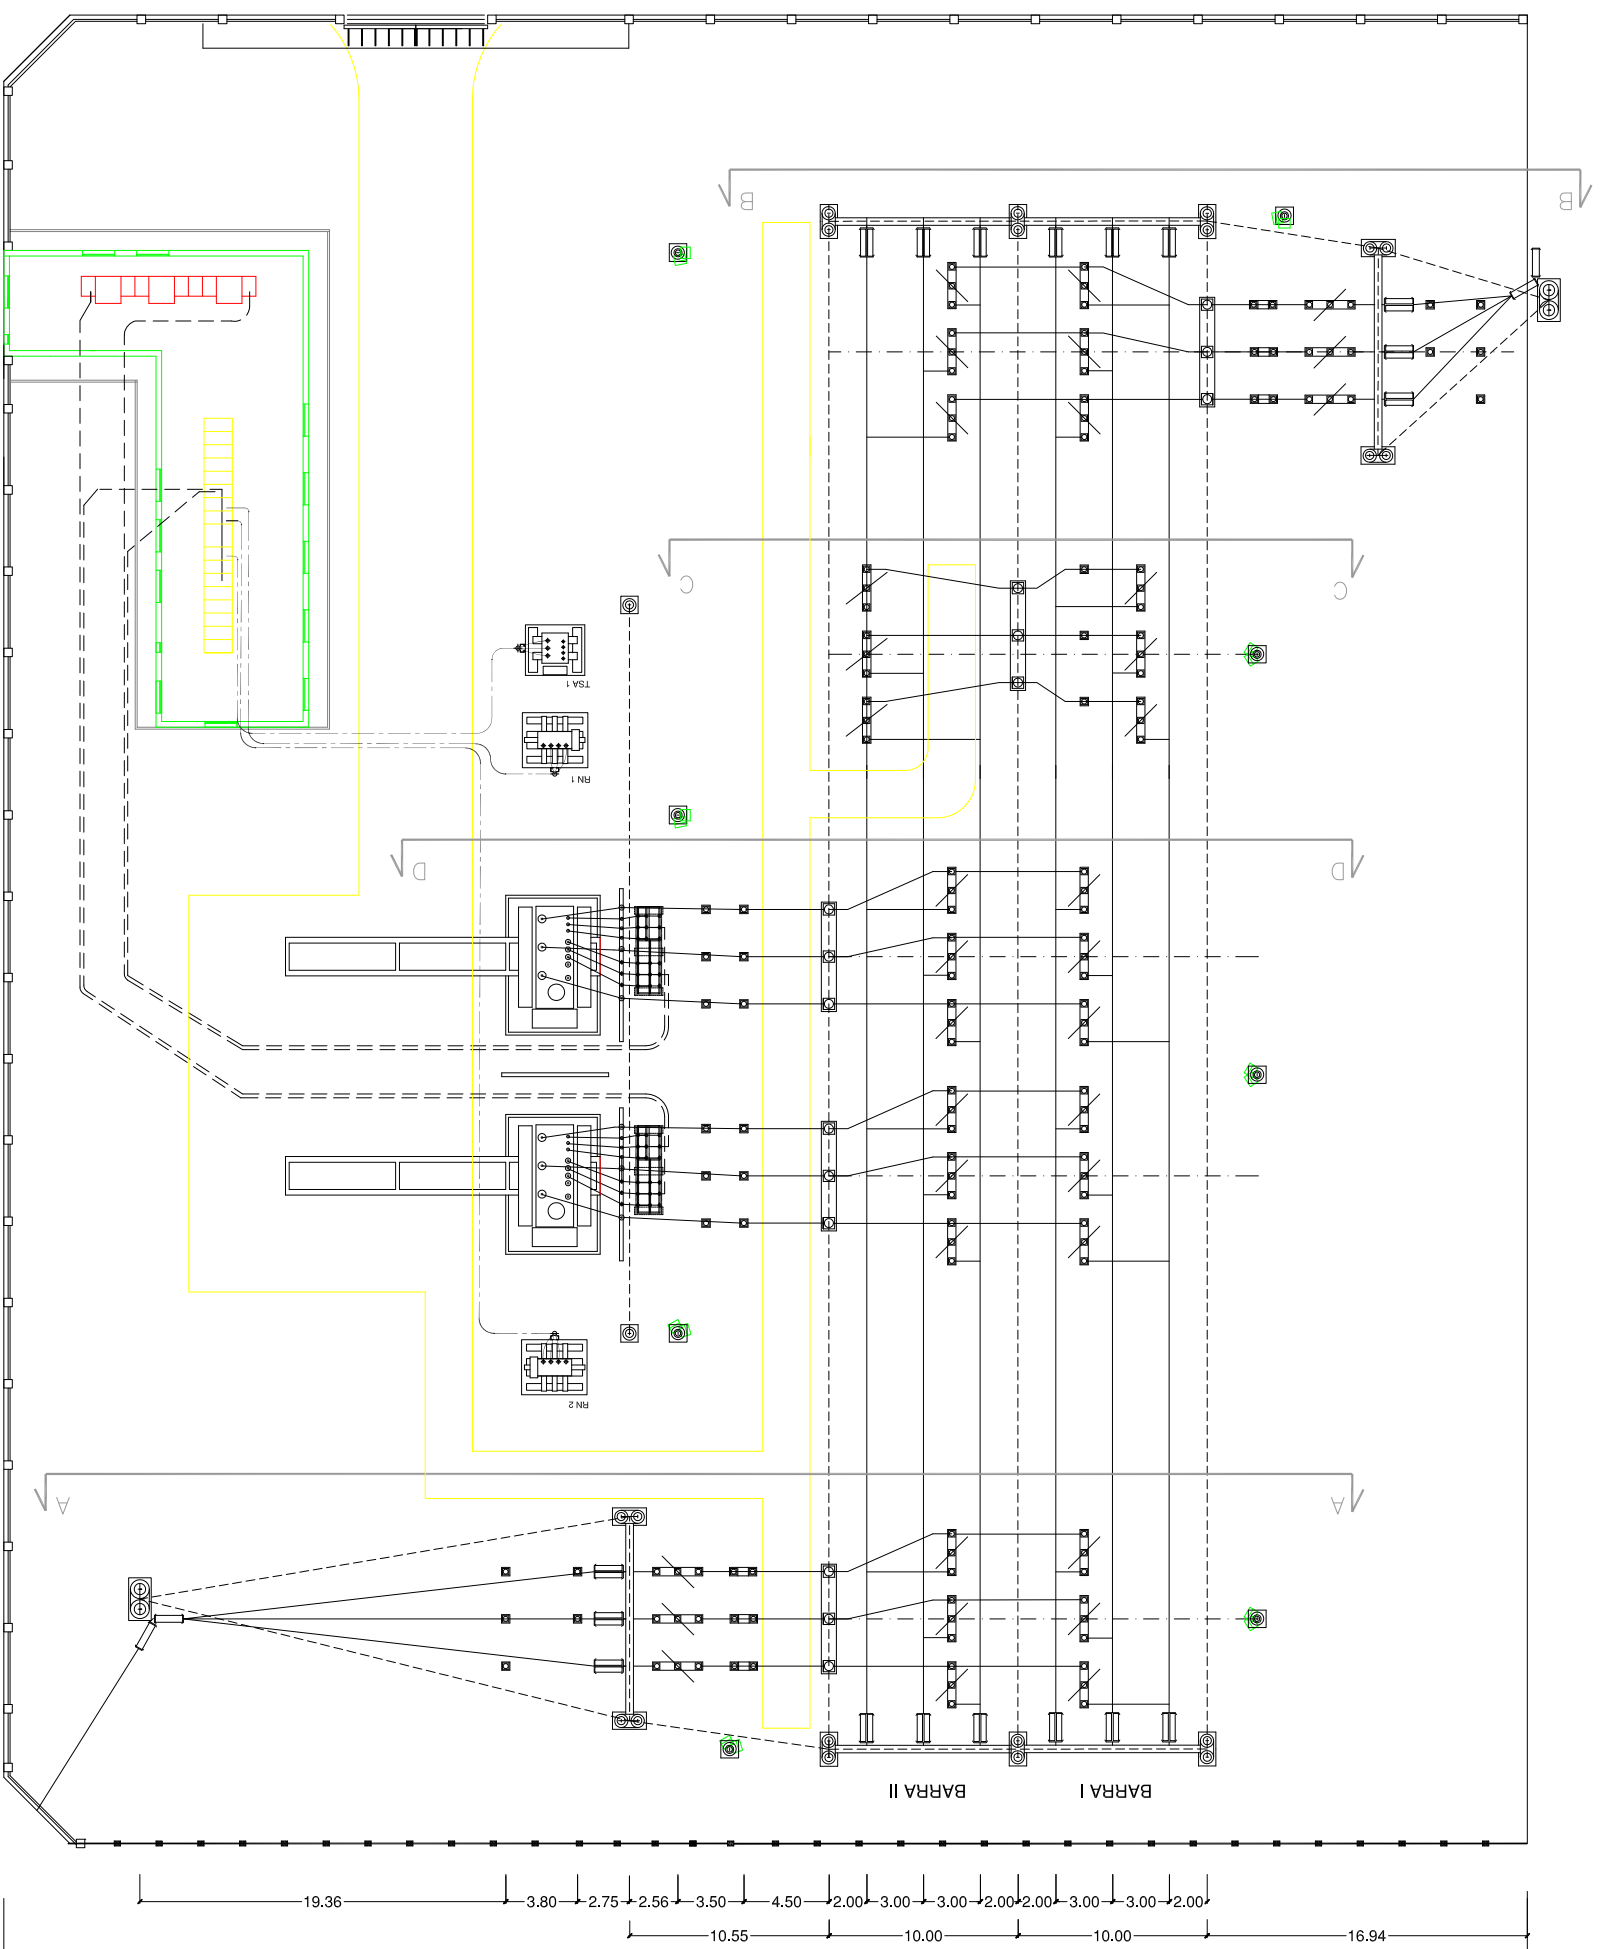 B B
C C
TSA 1
RN 1
D D
RN 2
A A
BARRA II BARRA I
19.36 3.80 2.75 2.56 3.50 4.50 2.00 3.00 3.00 2.00 2.00 3.00 3.00 2.00
10.55 10.00 10.00 16.94